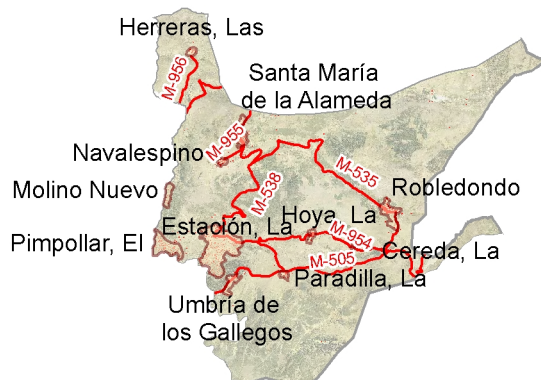 Herreras, Las
M-956
Santa María
de la Alameda
M-955
Navalespino
M-535
Molino Nuevo
M-538
Robledondo
Hoya, La
Estación, La
M-954
Pimpollar, El
Cereda, La
M-505
Paradilla, La
Umbría de
los Gallegos